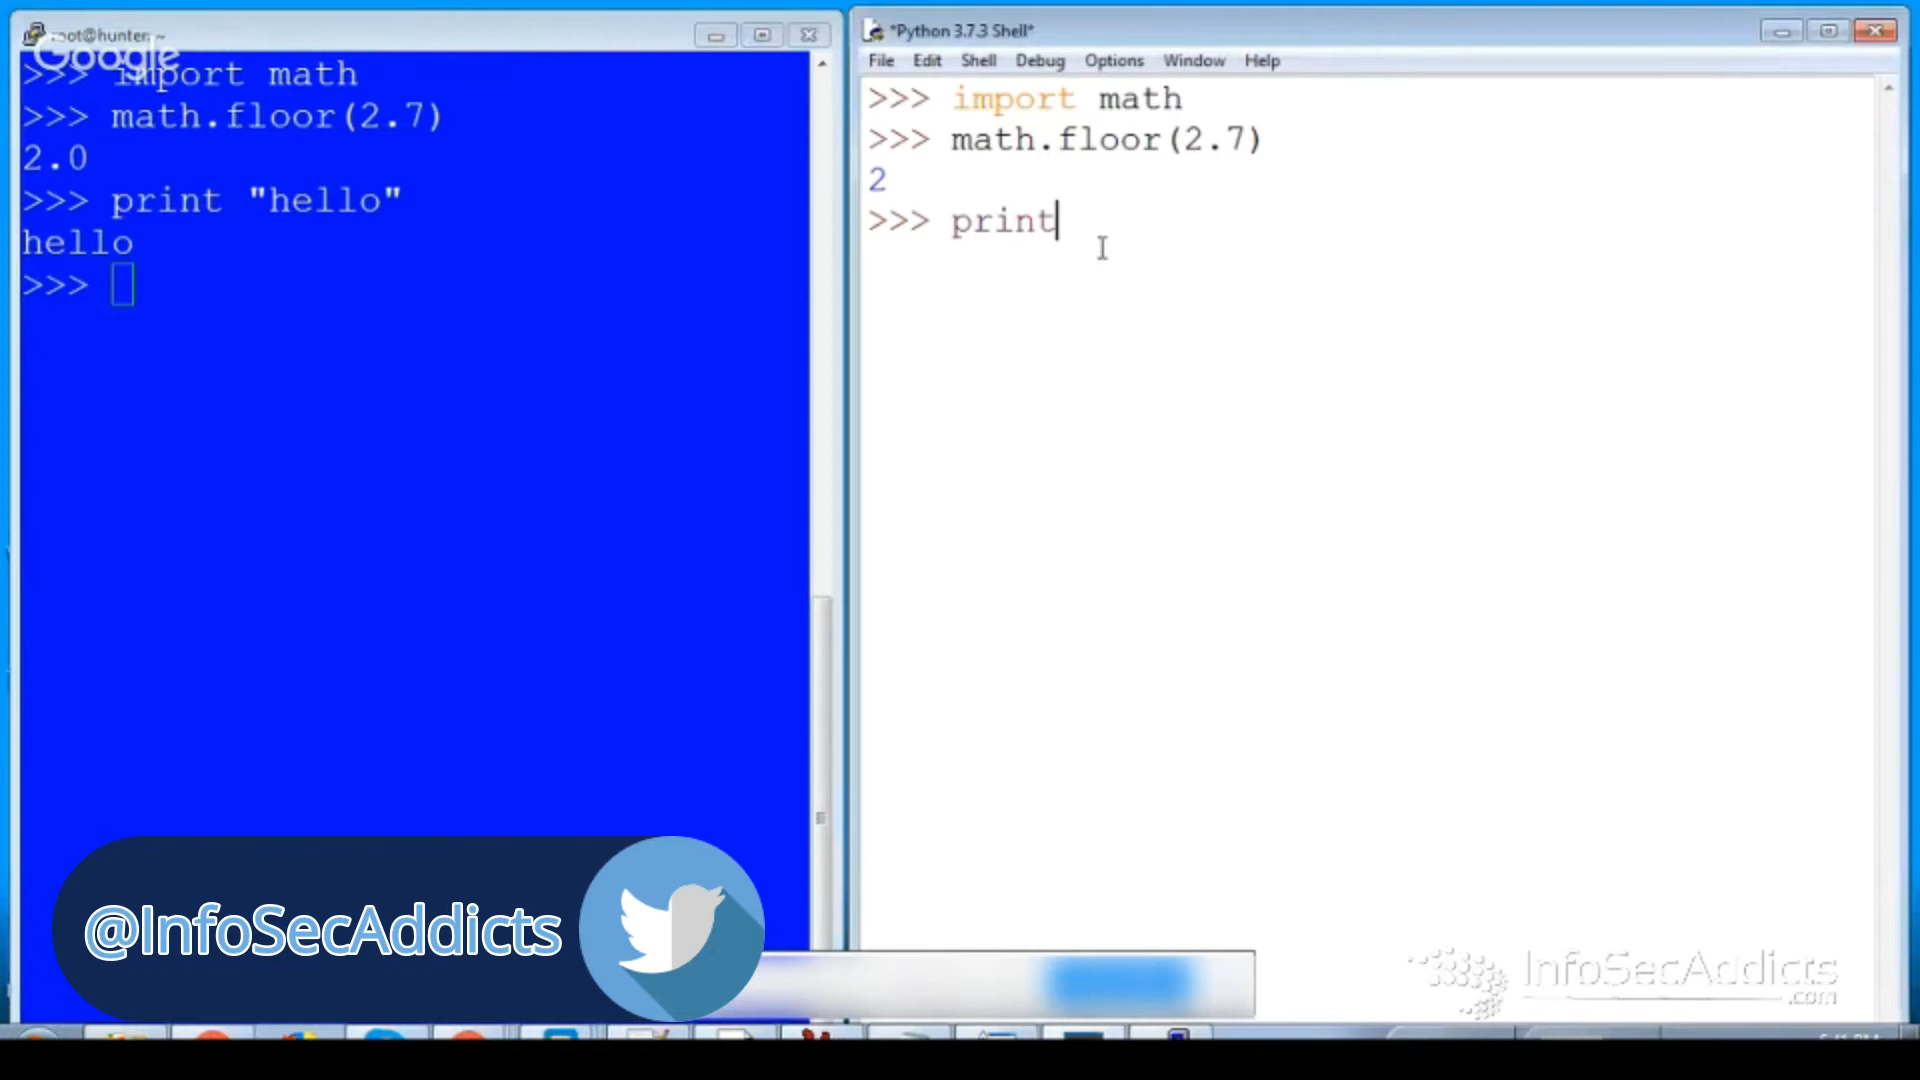 root@hunter: ~
Google
>>> import math
>>> math.floor(2.7)
2.0
>>> print "hello"
hello
>>>
*Python 3.7.3 Shell*
File Edit Shell Debug Options Window Help
>>> import math
>>> math.floor(2.7)
2
>>> print
@InfoSecAddicts
InfoSecAddicts
.com